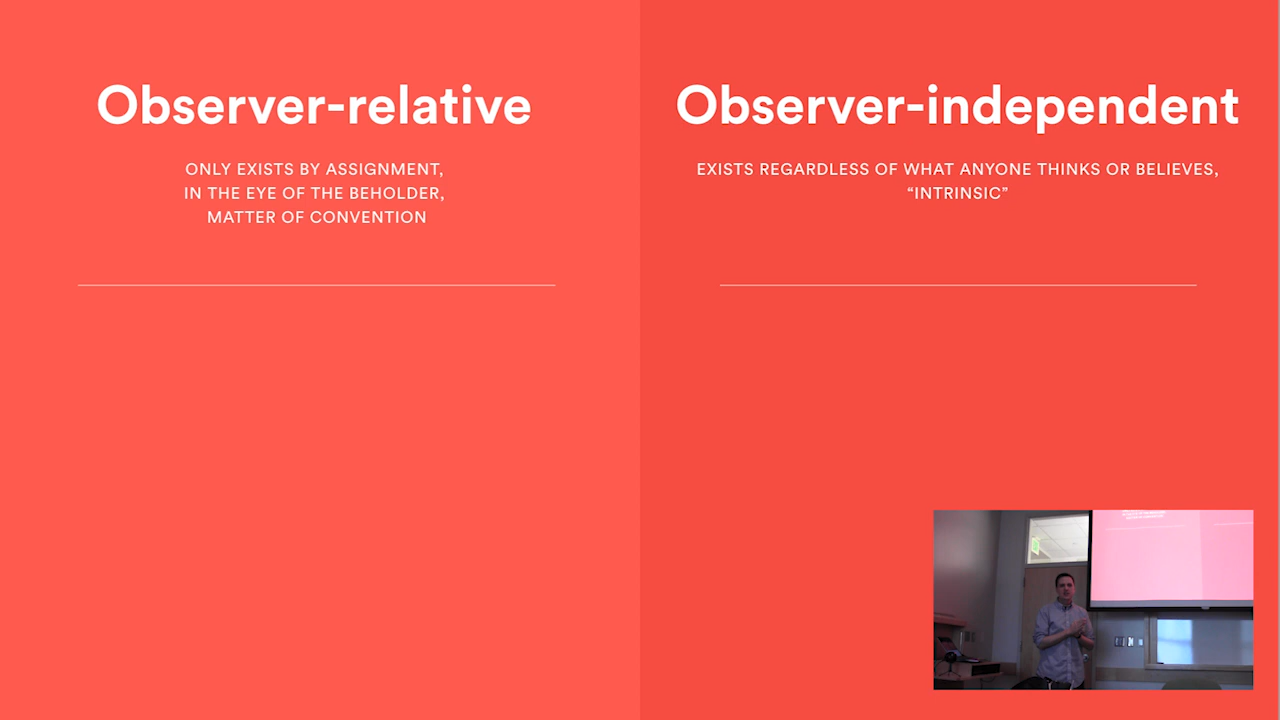 Observer-relative
ONLY EXISTS BY ASSIGNMENT,
IN THE EYE OF THE BEHOLDER,
MATTER OF CONVENTION
Observer-independent
EXISTS REGARDLESS OF WHAT ANYONE THINKS OR BELIEVES,
“INTRINSIC”